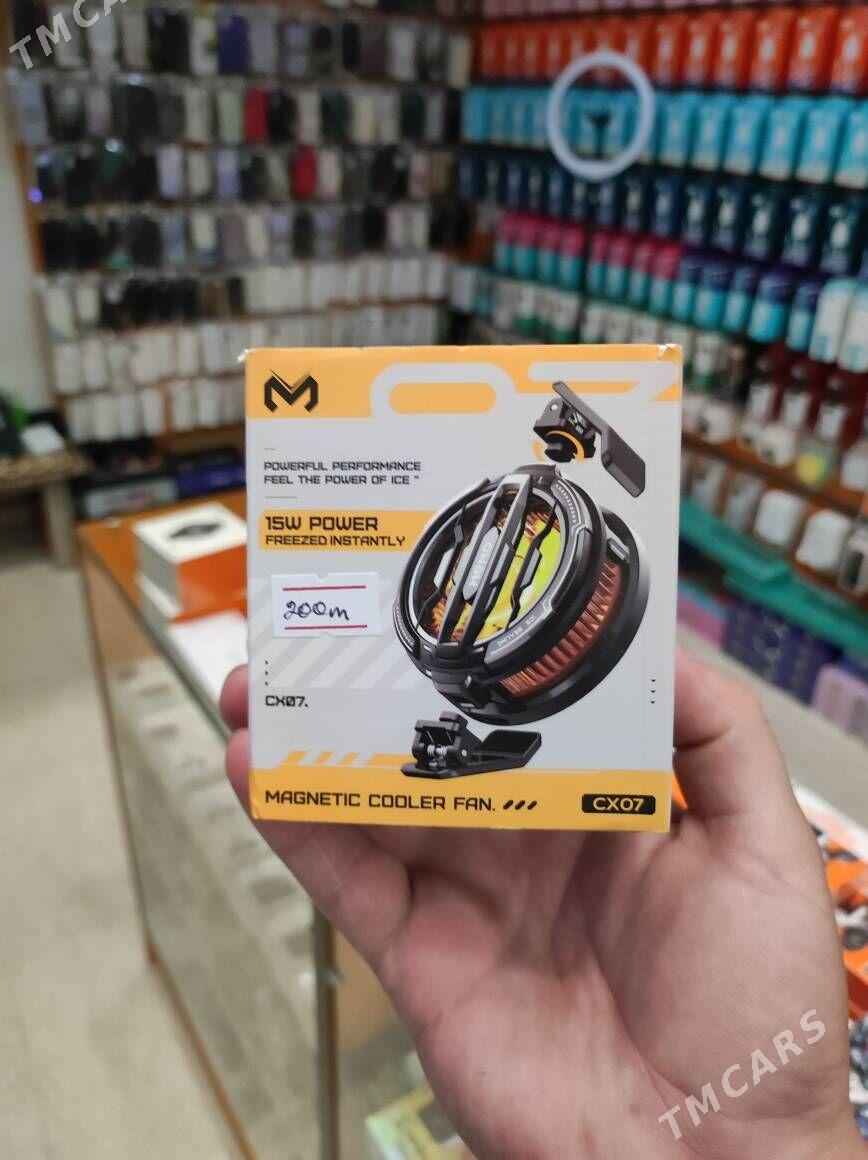 TMCARS
07
POWERFUL PERFORMANCE
FEEL THE POWER OF ICE "
15W POWER
FREEZED INSTANTLY
200m
CX07.
MAGNETIC COOLER FAN.
CX07
TMCARS